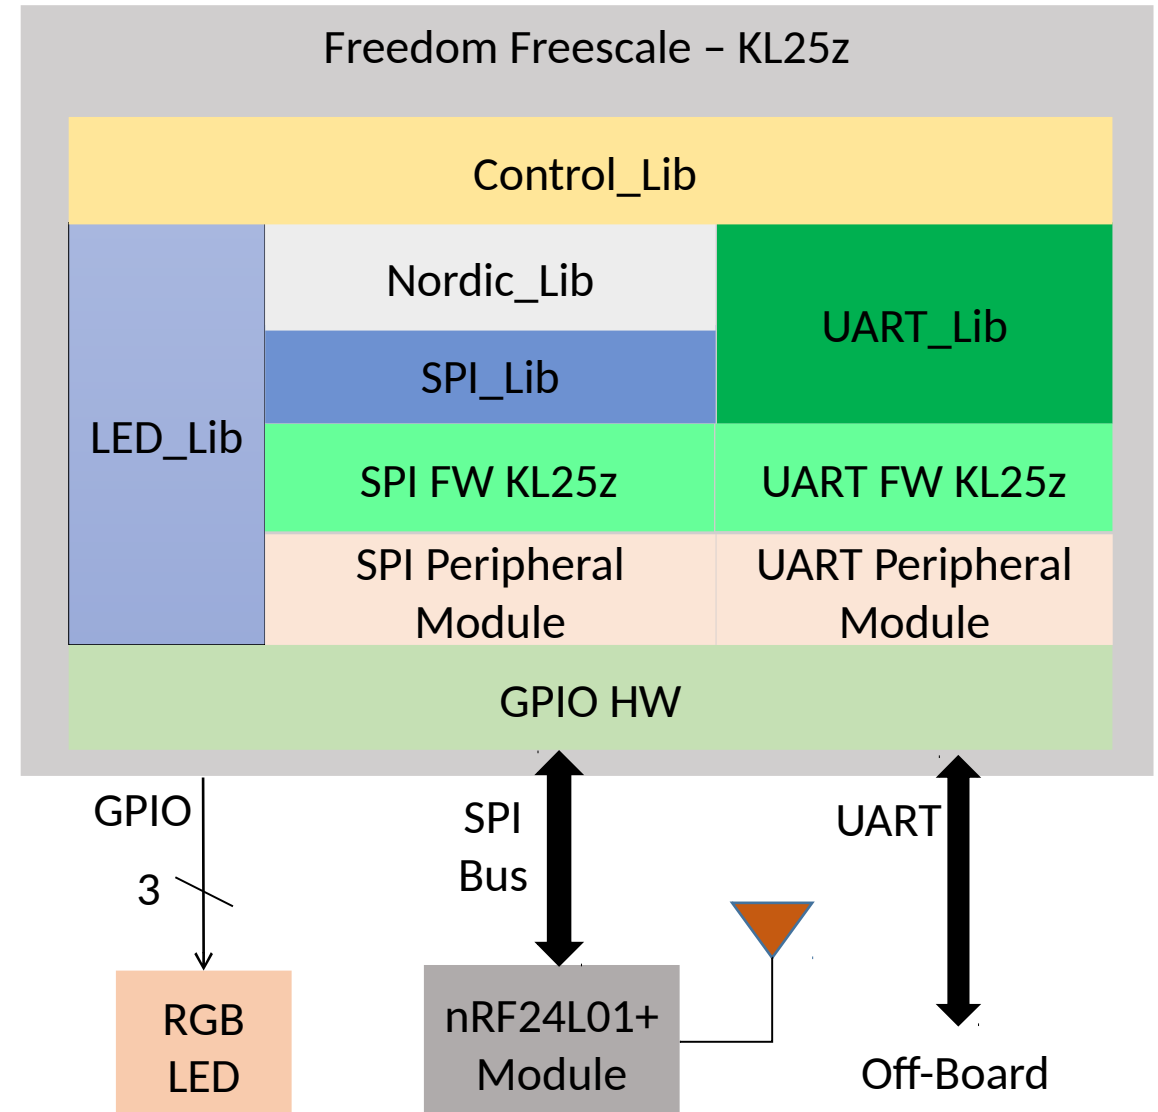 Freedom Freescale – KL25z
Control_Lib
Nordic_Lib
UART_Lib
SPI_Lib
LED_Lib
SPI FW KL25z
UART FW KL25z
SPI Peripheral
Module
UART Peripheral
Module
GPIO HW
GPIO
3
SPI
Bus
UART
RGB
LED
nRF24L01+
Module
Off-Board